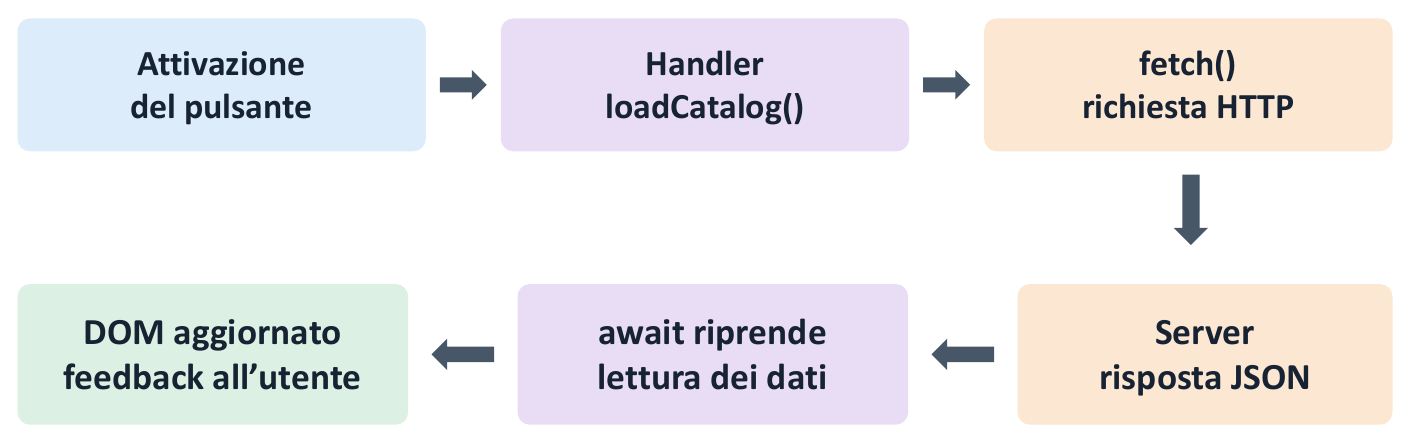 Attivazione
del pulsante
Handler
loadCatalog()
fetch()
richiesta HTTP
Server
risposta JSON
await riprende
lettura dei dati
DOM aggiornato
feedback all’utente